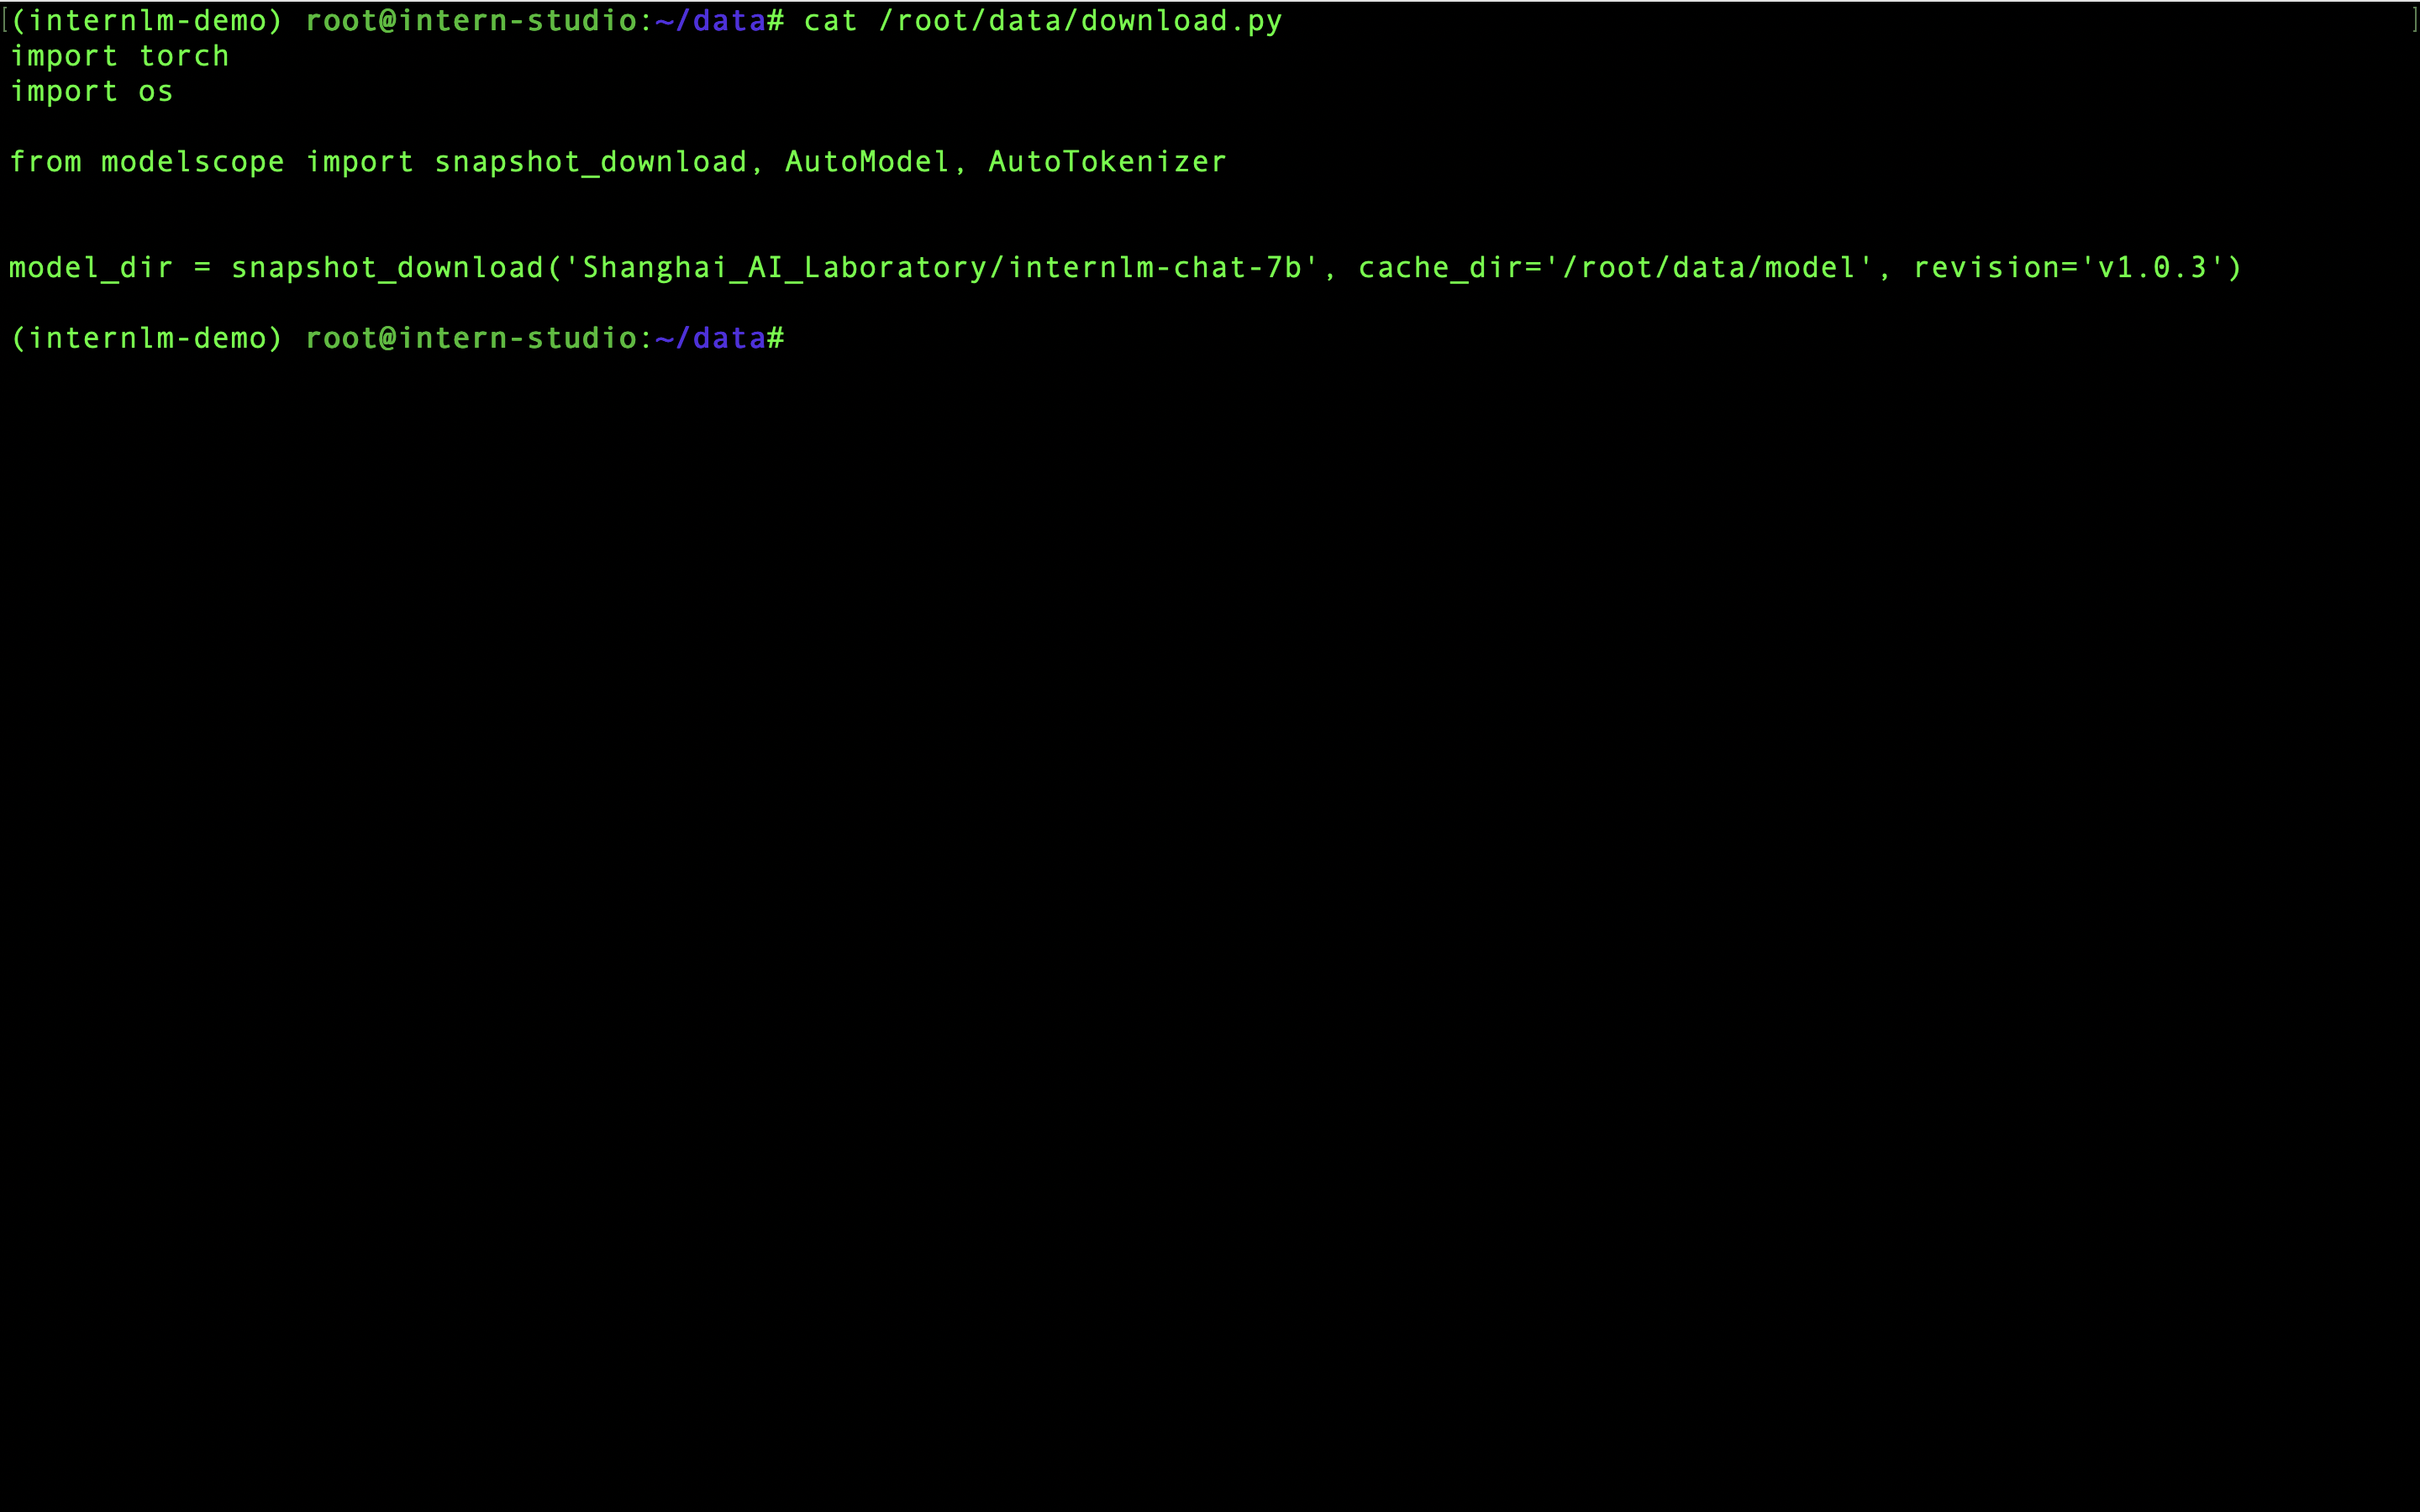 (internlm-demo) root@intern-studio:~/data# cat /root/data/download.py
import torch
import os
from modelscope import snapshot_download, AutoModel, AutoTokenizer
model_dir = snapshot_download('Shanghai_AI_Laboratory/internlm-chat-7b', cache_dir='/root/data/model', revision='v1.0.3')
(internlm-demo) root@intern-studio:~/data#